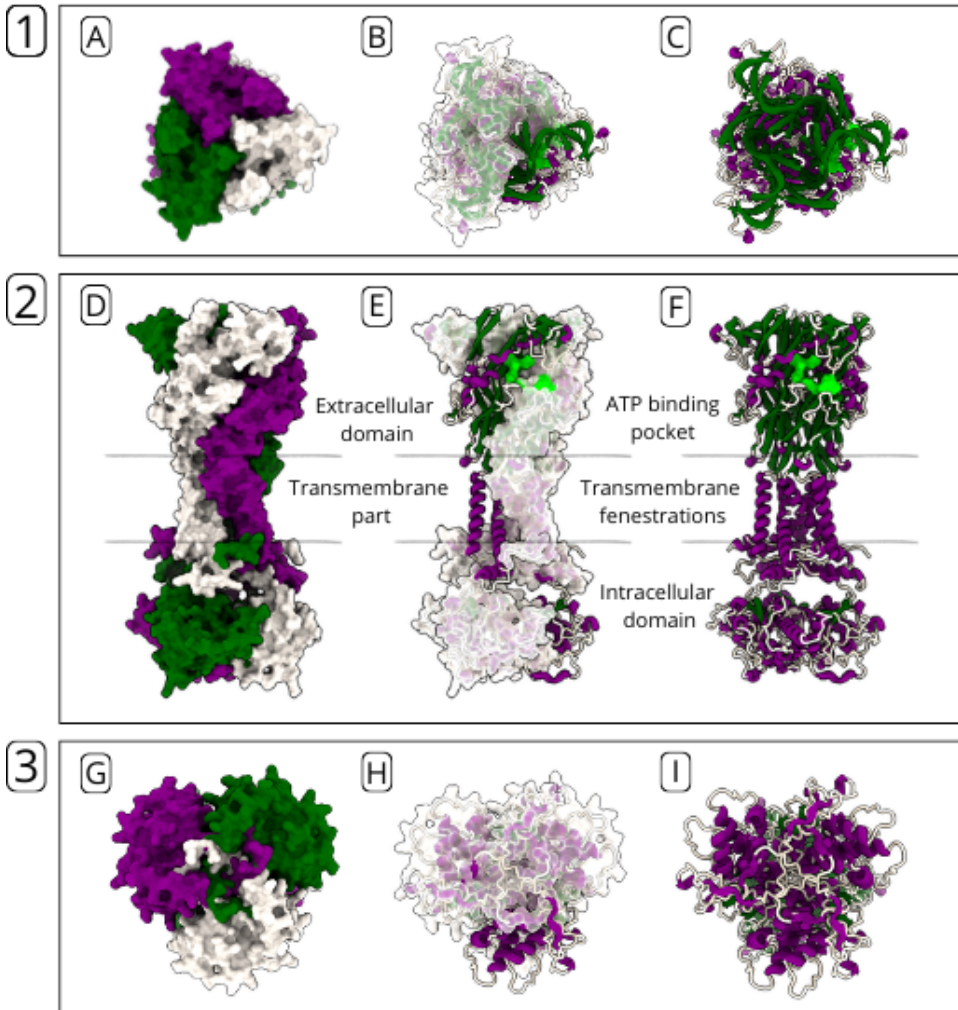 1
A
B
C
2
D
E
F
Extracellular
domain
ATP binding
pocket
Transmembrane
part
Transmembrane
fenestrations
Intracellular
domain
3
G
H
I